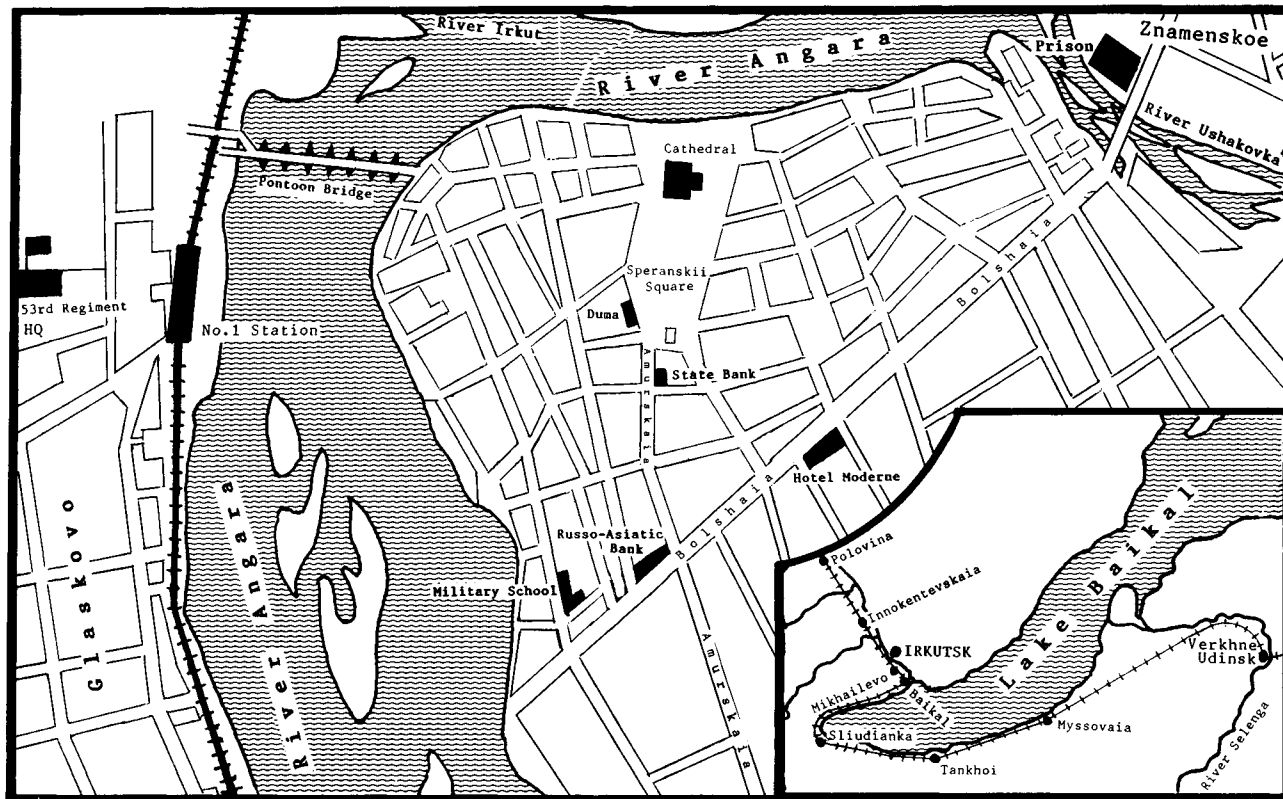 River Irkut
River Angara
Prison
Znamenskoe
River Ushakovka
Cathedral
Pontoon Bridge
Speranskii
Square
Duma
53rd Regiment
HQ
No.1 Station
Bolshaia
State Bank
Amurskaia
Hotel Moderne
Glaskovo
River Angara
Russo-Asiatic
Bank
Bolshaia
Military School
Amurskaia
Lake Baikal
Polovina
Innokentevskaia
IRKUTSK
Verkhne
Udinsk
Mikhailevo
Baikal
Sliudianka
Myssovaia
Tankhoi
River Selenga